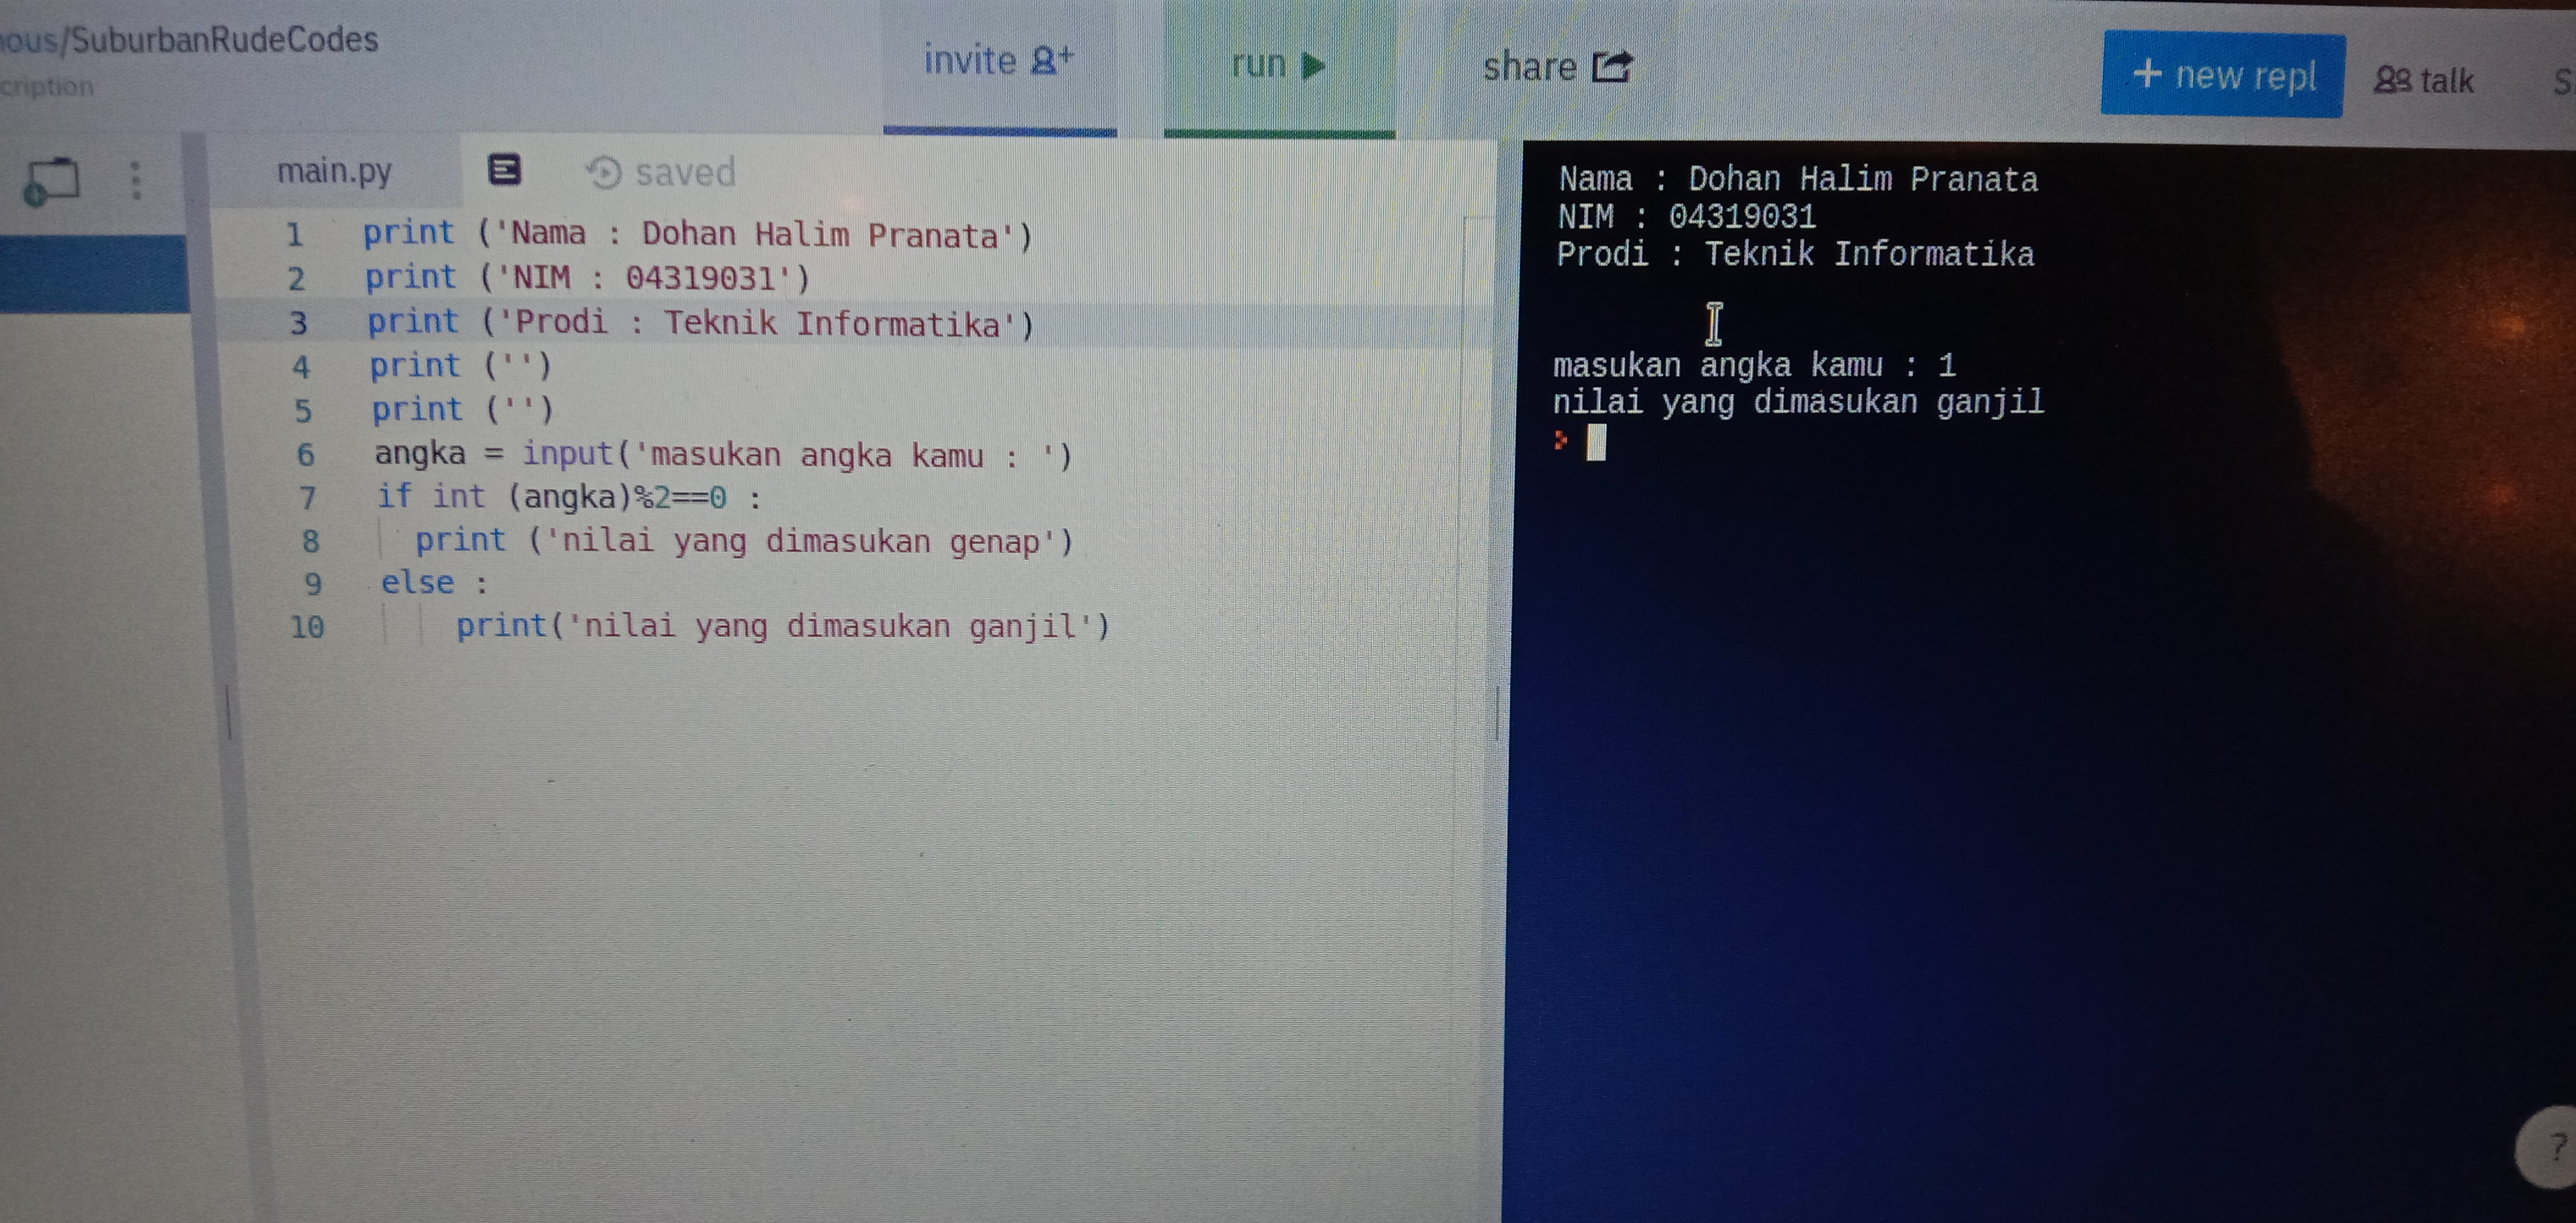 ous/SuburbanRudeCodes
cription
invite
run
share
+ new repl
talk
S
main.py
saved
1 print ('Nama : Dohan Halim Pranata')
2 print ('NIM : 04319031')
3 print ('Prodi : Teknik Informatika')
4 print ('')
5 print ('')
6 angka = input('masukan angka kamu : ')
7 if int (angka)%2==0 :
8 print ('nilai yang dimasukan genap')
9 else :
10 print('nilai yang dimasukan ganjil')
Nama : Dohan Halim Pranata
NIM : 04319031
Prodi : Teknik Informatika
masukan angka kamu : 1
nilai yang dimasukan ganjil
?